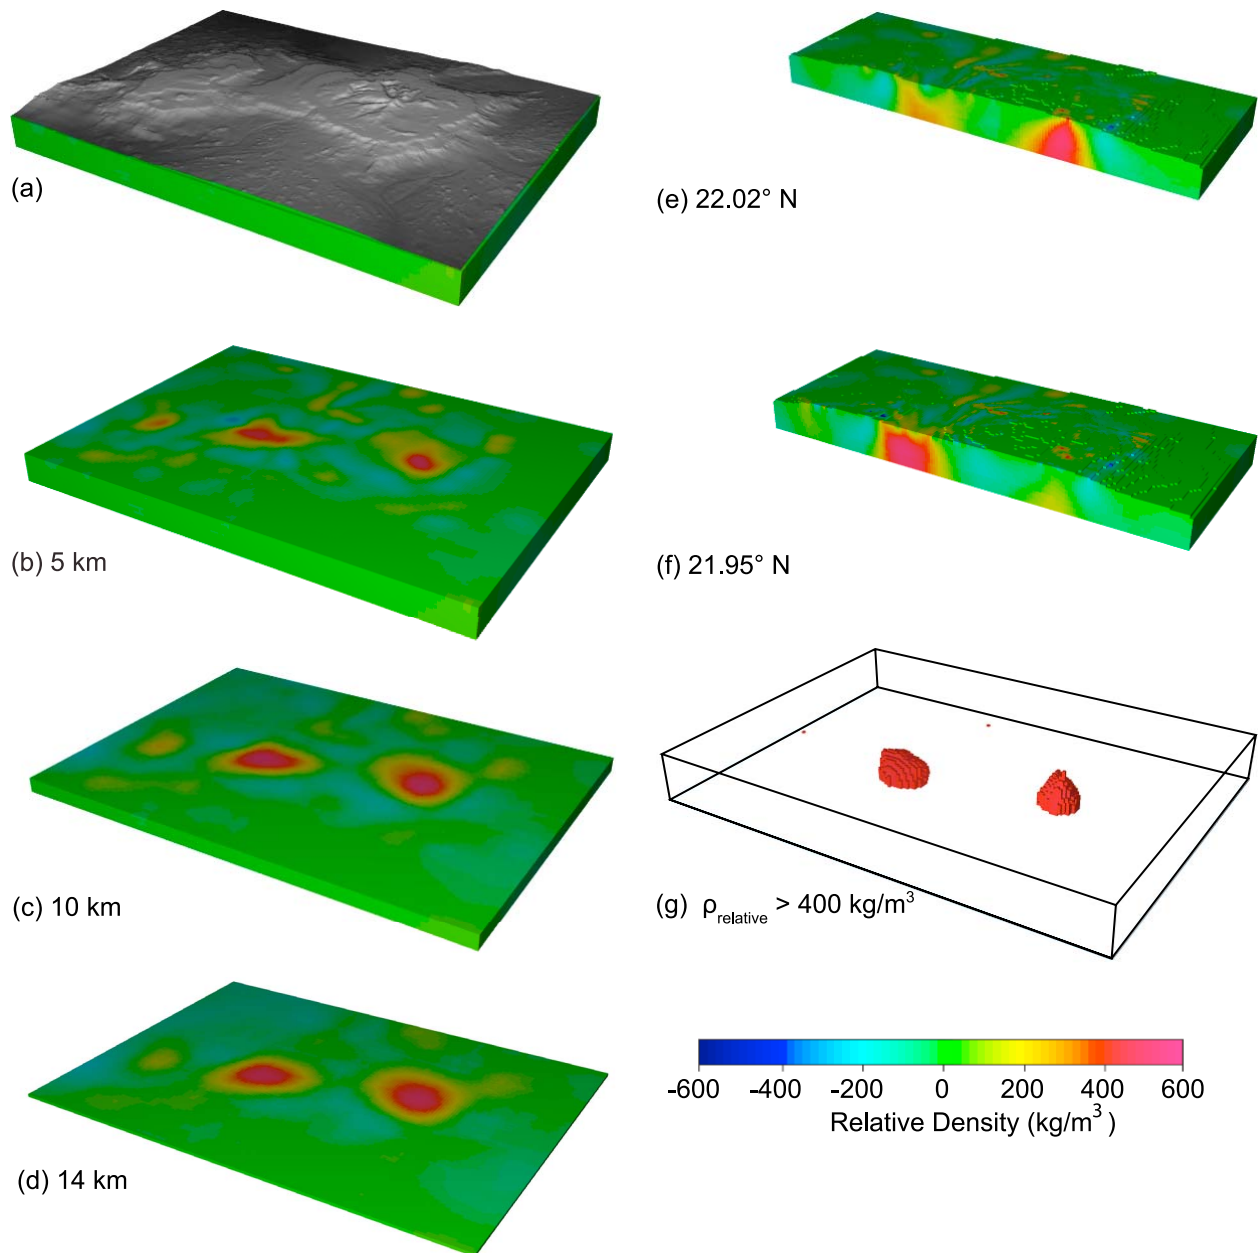 (a)
(b) 5 km
(c) 10 km
(d) 14 km
(e) 22.02° N
(f) 21.95° N
(g) ρrelative > 400 kg/m³
-600 -400 -200 0 200 400 600
Relative Density (kg/m³)